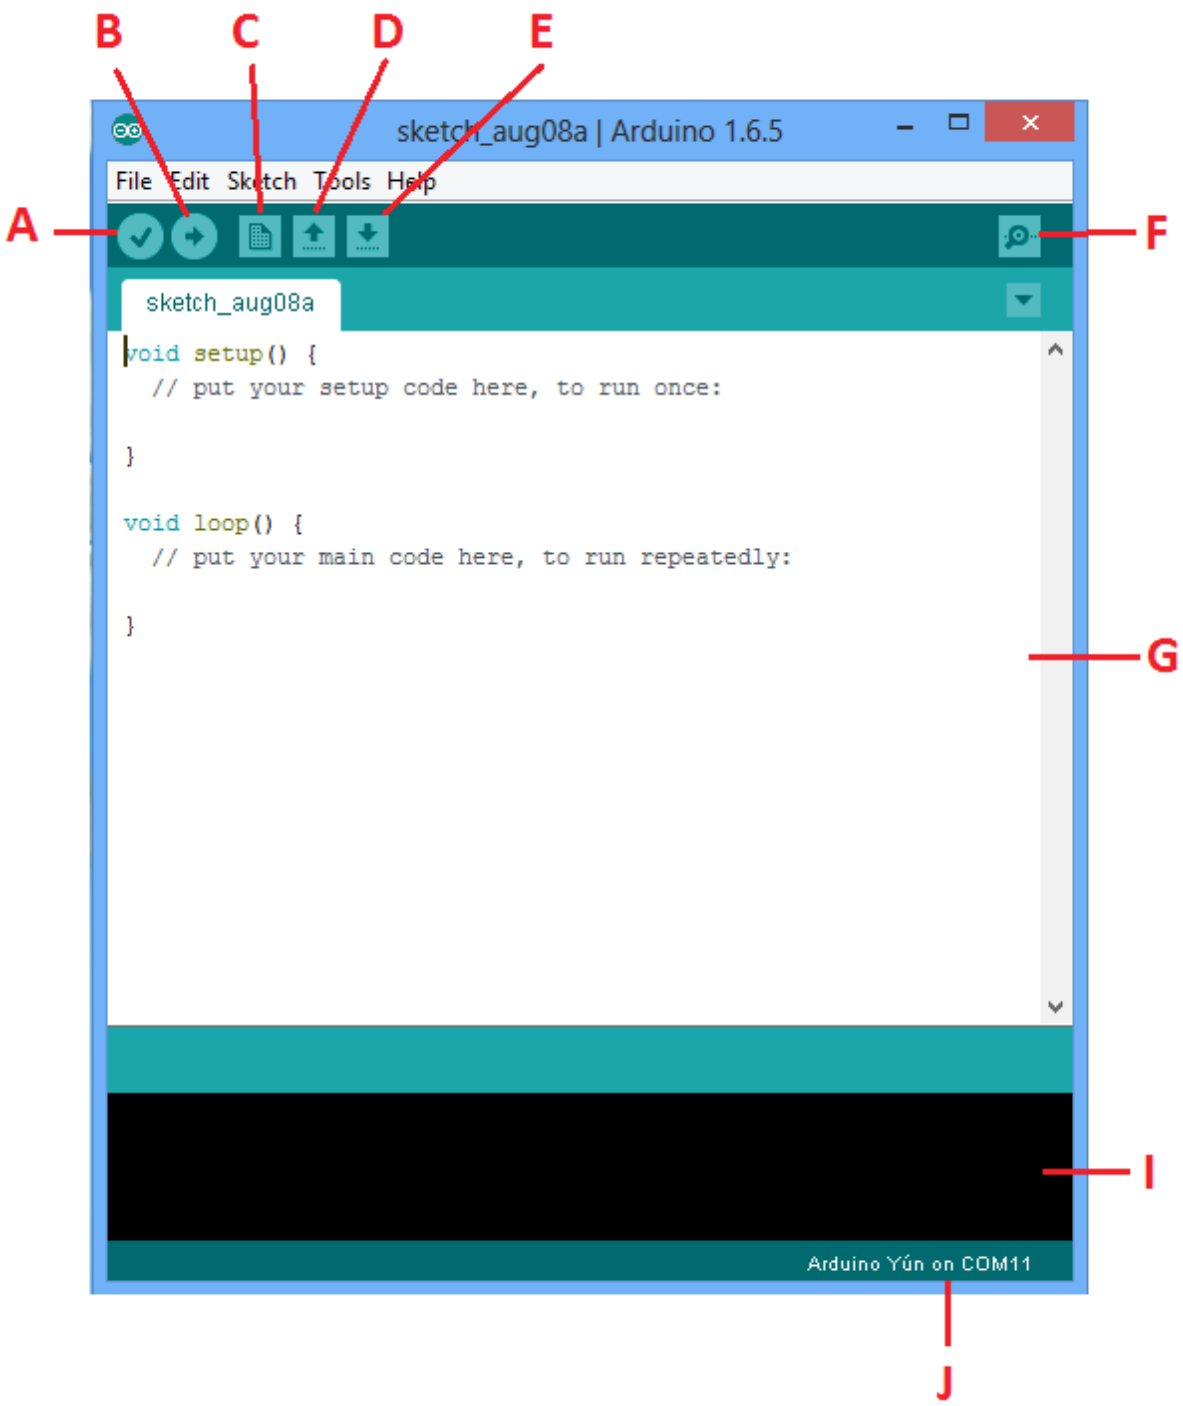 B C D E
sketch_aug08a | Arduino 1.6.5
File Edit Sketch Tools Help
A
F
sketch_aug08a
void setup() {
// put your setup code here, to run once:
}
void loop() {
// put your main code here, to run repeatedly:
}
G
I
Arduino Yún on COM11
J